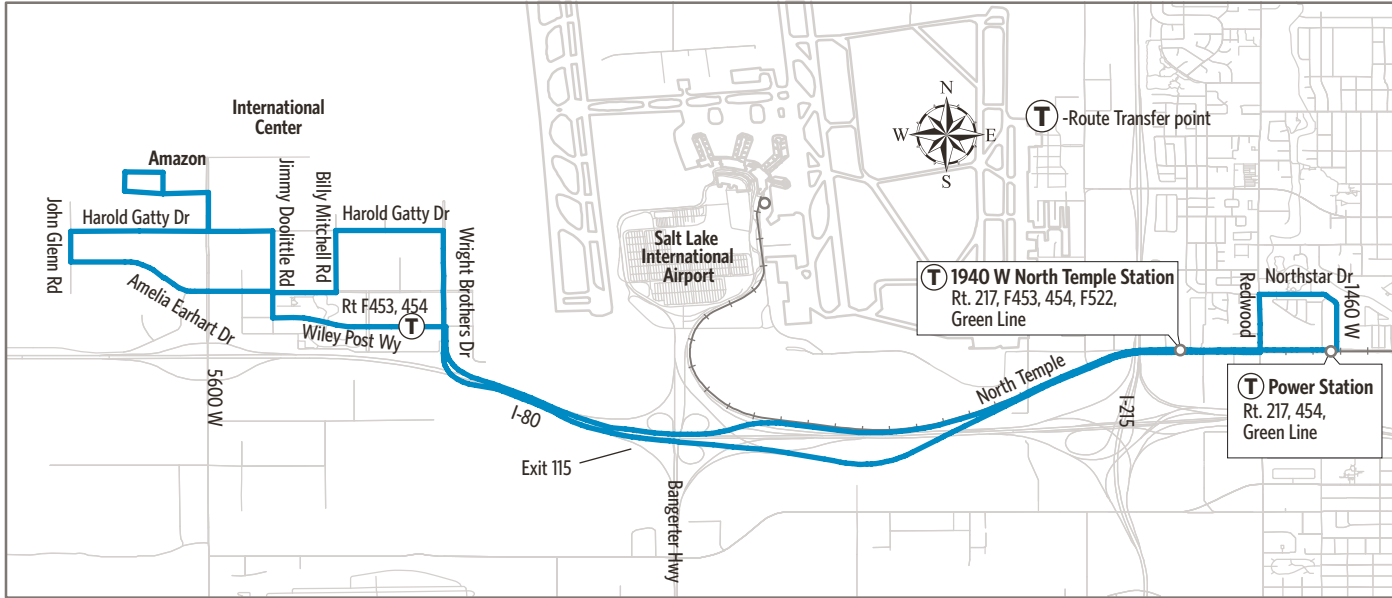 International
Center
Amazon
John Glenn Rd
Harold Gatty Dr
Jimmy Doolittle Rd
Billy Mitchell Rd
Harold Gatty Dr
Wright Brothers Dr
Amelia Earhart Dr
Rt F453, 454
T
Wiley Post Wy
5600 W
I-80
Exit 115
Bangerter Hwy
Salt Lake
International
Airport
N
W
E
S
T -Route Transfer point
North Temple
I-215
T 1940 W North Temple Station
Rt. 217, F453, 454, F522,
Green Line
Redwood
Northstar Dr
1460 W
T Power Station
Rt. 217, 454,
Green Line